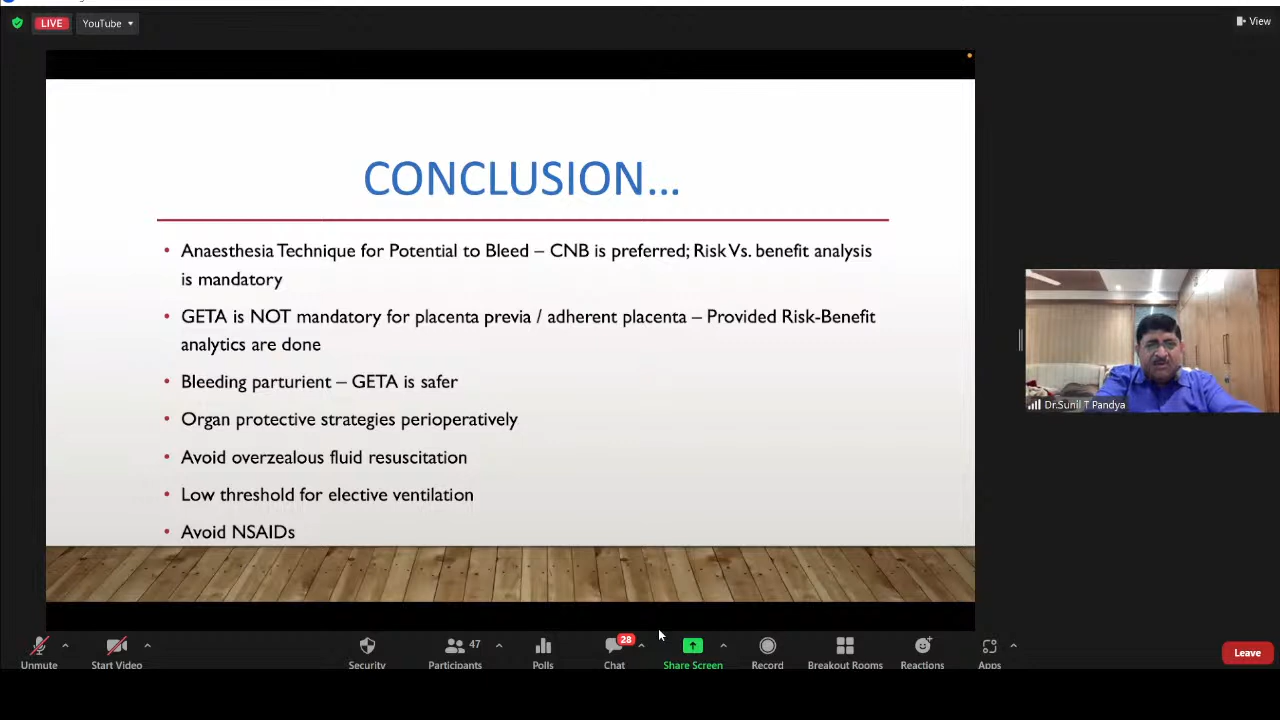 LIVE
YouTube
View
CONCLUSION...
• Anaesthesia Technique for Potential to Bleed – CNB is preferred; Risk Vs. benefit analysis
is mandatory
• GETA is NOT mandatory for placenta previa / adherent placenta – Provided Risk-Benefit
analytics are done
• Bleeding parturient – GETA is safer
• Organ protective strategies perioperatively
• Avoid overzealous fluid resuscitation
• Low threshold for elective ventilation
• Avoid NSAIDs
Dr.Sunil T Pandya
47
28
Unmute
Start Video
Security
Participants
Polls
Chat
Share Screen
Record
Breakout Rooms
Reactions
Apps
Leave